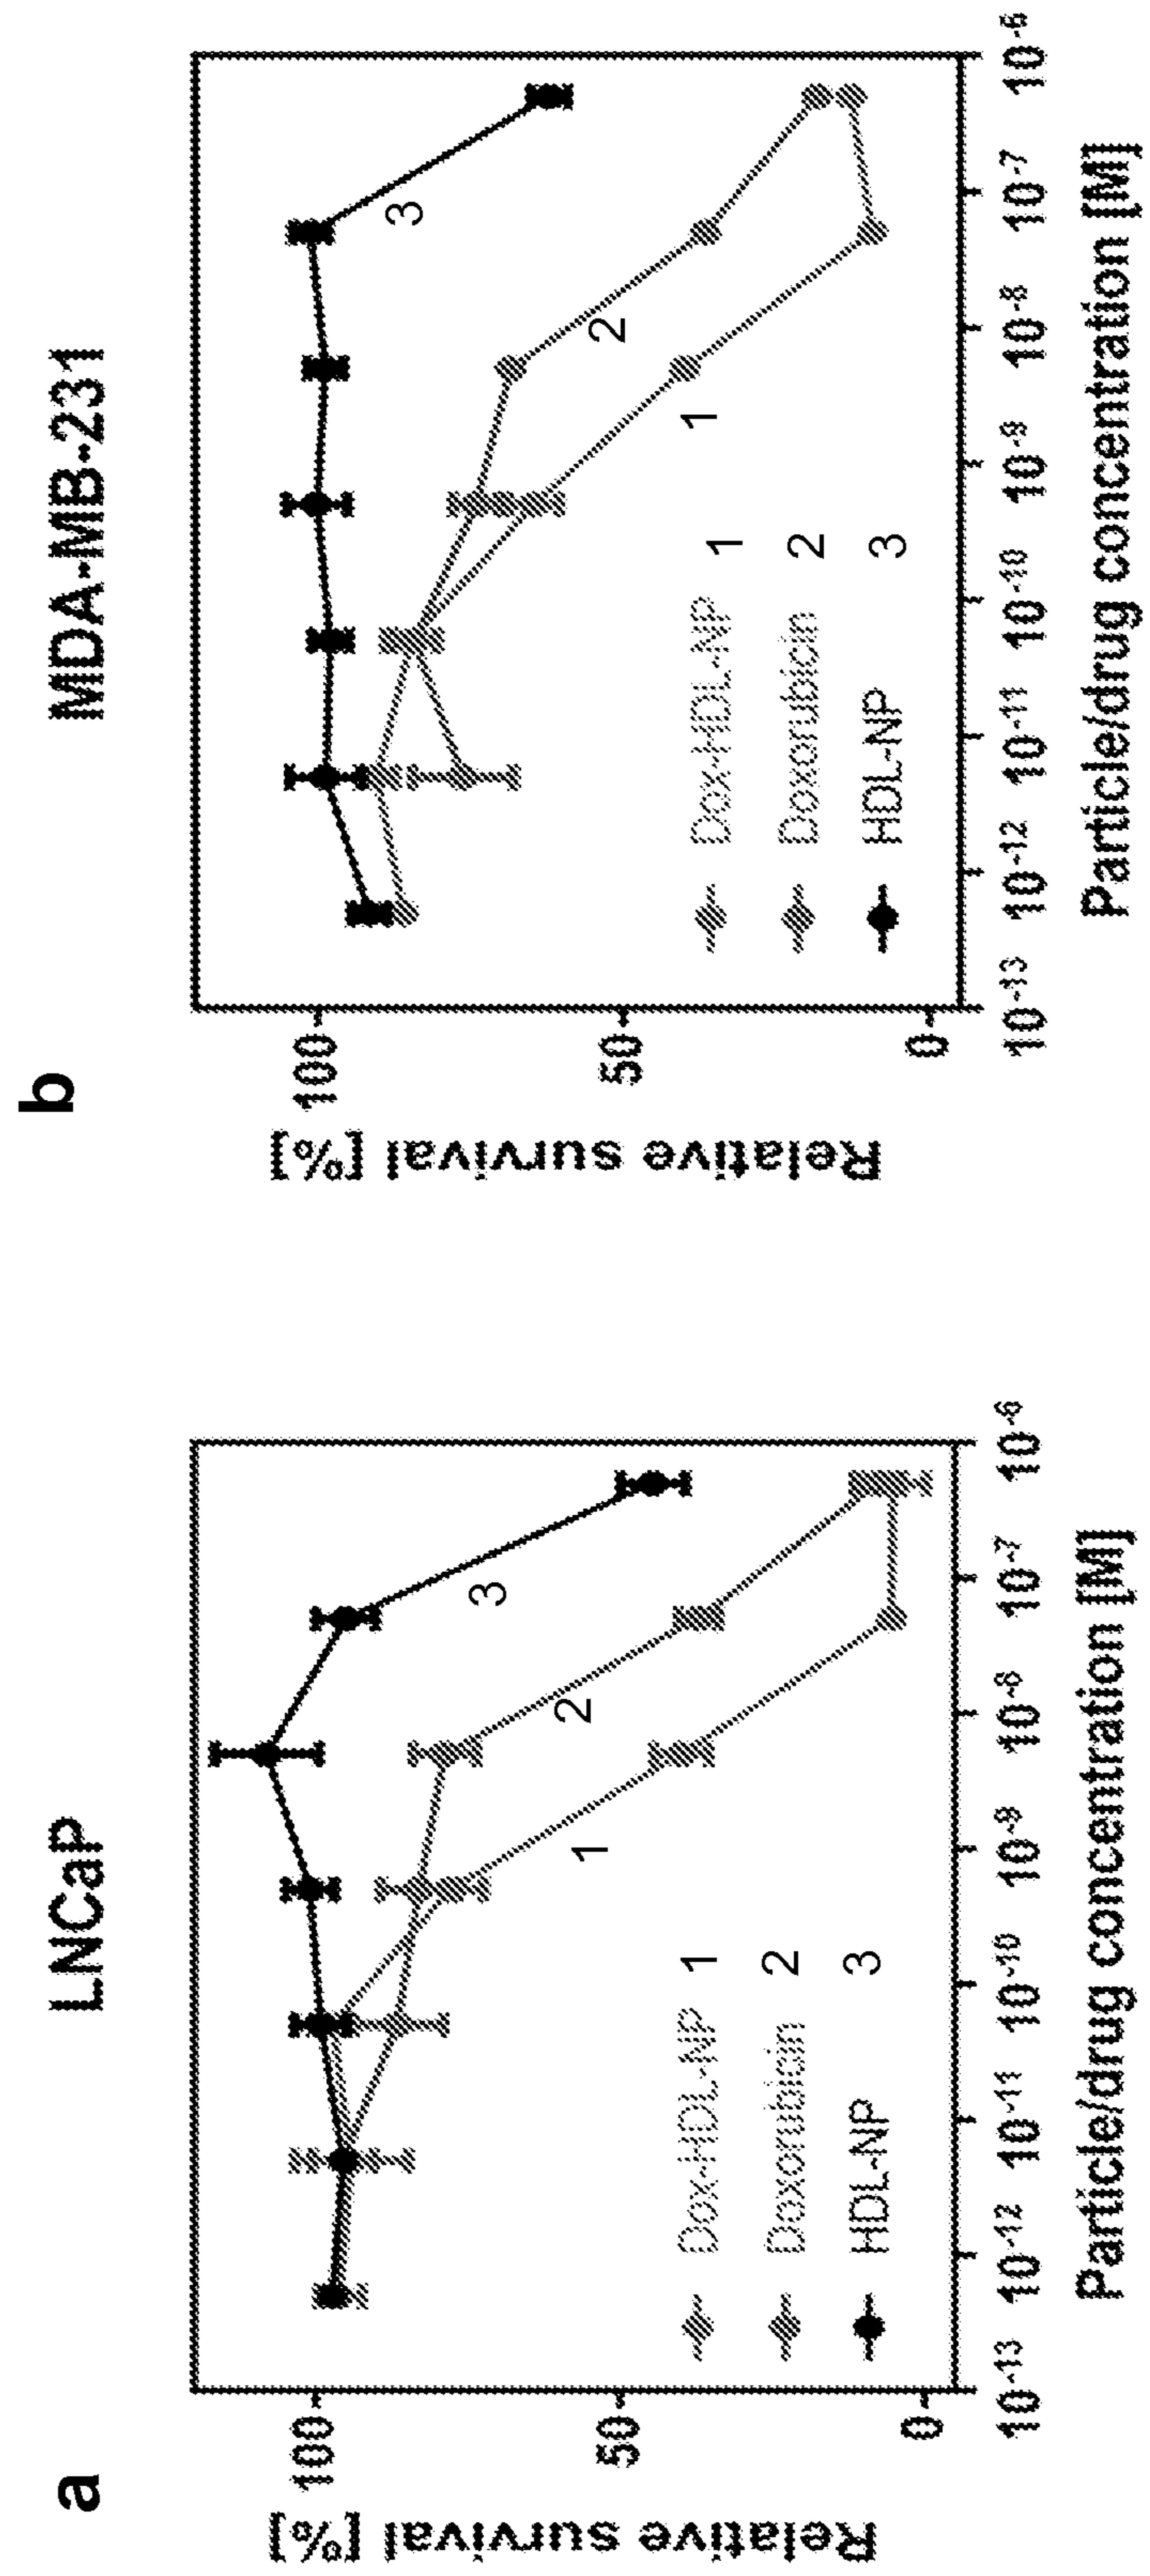 a
LNCaP
Relative survival [%]
100
50
0
3
2
1
Dox-HDL-NP 1
Doxorubicin 2
HDL-NP 3
10-13 10-12 10-11 10-10 10-9 10-8 10-7 10-6
Particle/drug concentration [M]
b
MDA-MB-231
Relative survival [%]
100
50
0
3
2
1
Dox-HDL-NP 1
Doxorubicin 2
HDL-NP 3
10-13 10-12 10-11 10-10 10-9 10-8 10-7 10-6
Particle/drug concentration [M]